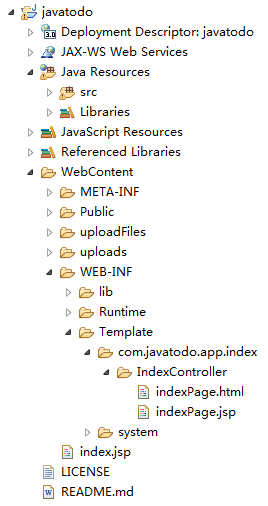 javatodo
3.0 Deployment Descriptor: javatodo
JAX-WS Web Services
Java Resources
src
Libraries
JavaScript Resources
Referenced Libraries
WebContent
META-INF
Public
uploadFiles
uploads
WEB-INF
lib
Runtime
Template
com.javatodo.app.index
IndexController
indexPage.html
indexPage.jsp
system
index.jsp
LICENSE
W README.md